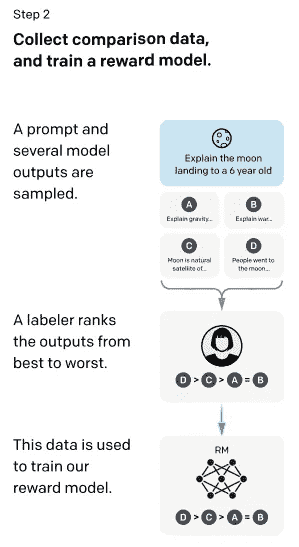 Step 2
Collect comparison data,
and train a reward model.
A prompt and
several model
outputs are
sampled.
Explain the moon
landing to a 6 year old
A
Explain gravity...
B
Explain war...
C
Moon is natural
satellite of...
D
People went to
the moon...
A labeler ranks
the outputs from
best to worst.
D > C > A = B
This data is used
to train our
reward model.
RM
D > C > A = B